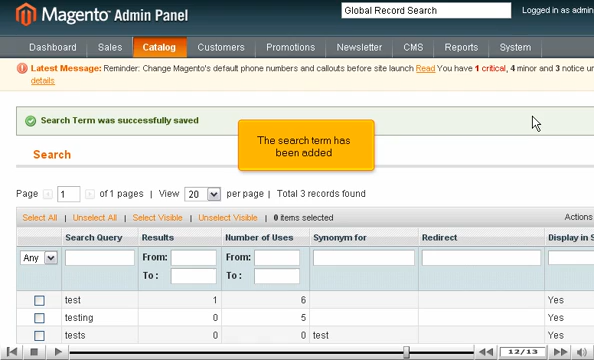 Magento Admin Panel
Global Record Search
Logged in as admin
Dashboard Sales Catalog Customers Promotions Newsletter CMS Reports System
Latest Message: Reminder: Change Magento's default phone numbers and callouts before site launch Read You have 1 critical, 4 minor and 3 notice
details
Search Term was successfully saved
The search term has
been added
Search
Page 1 of 1 pages | View 20 per page | Total 3 records found
Select All | Unselect All | Select Visible | Unselect Visible | 0 items selected
Actions
Search Query Results Number of Uses Synonym for Redirect Display in S
Any From: From:
To : To :
test 1 6 Yes
testing 0 5 Yes
tests 0 0 test Yes
12/13